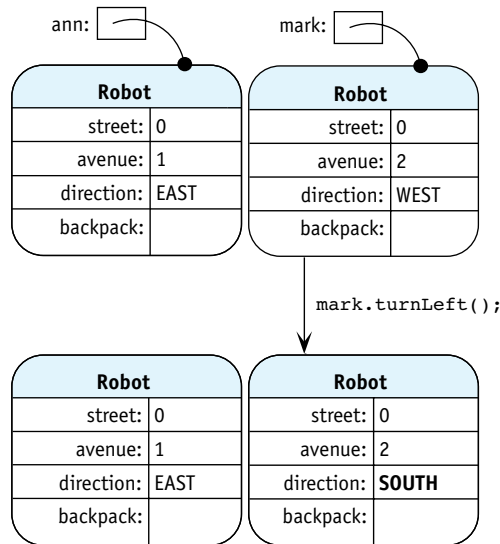 ann:
mark:
Robot
street: 0
avenue: 1
direction: EAST
backpack:
Robot
street: 0
avenue: 2
direction: WEST
backpack:
mark.turnLeft();
Robot
street: 0
avenue: 1
direction: EAST
backpack:
Robot
street: 0
avenue: 2
direction: SOUTH
backpack: